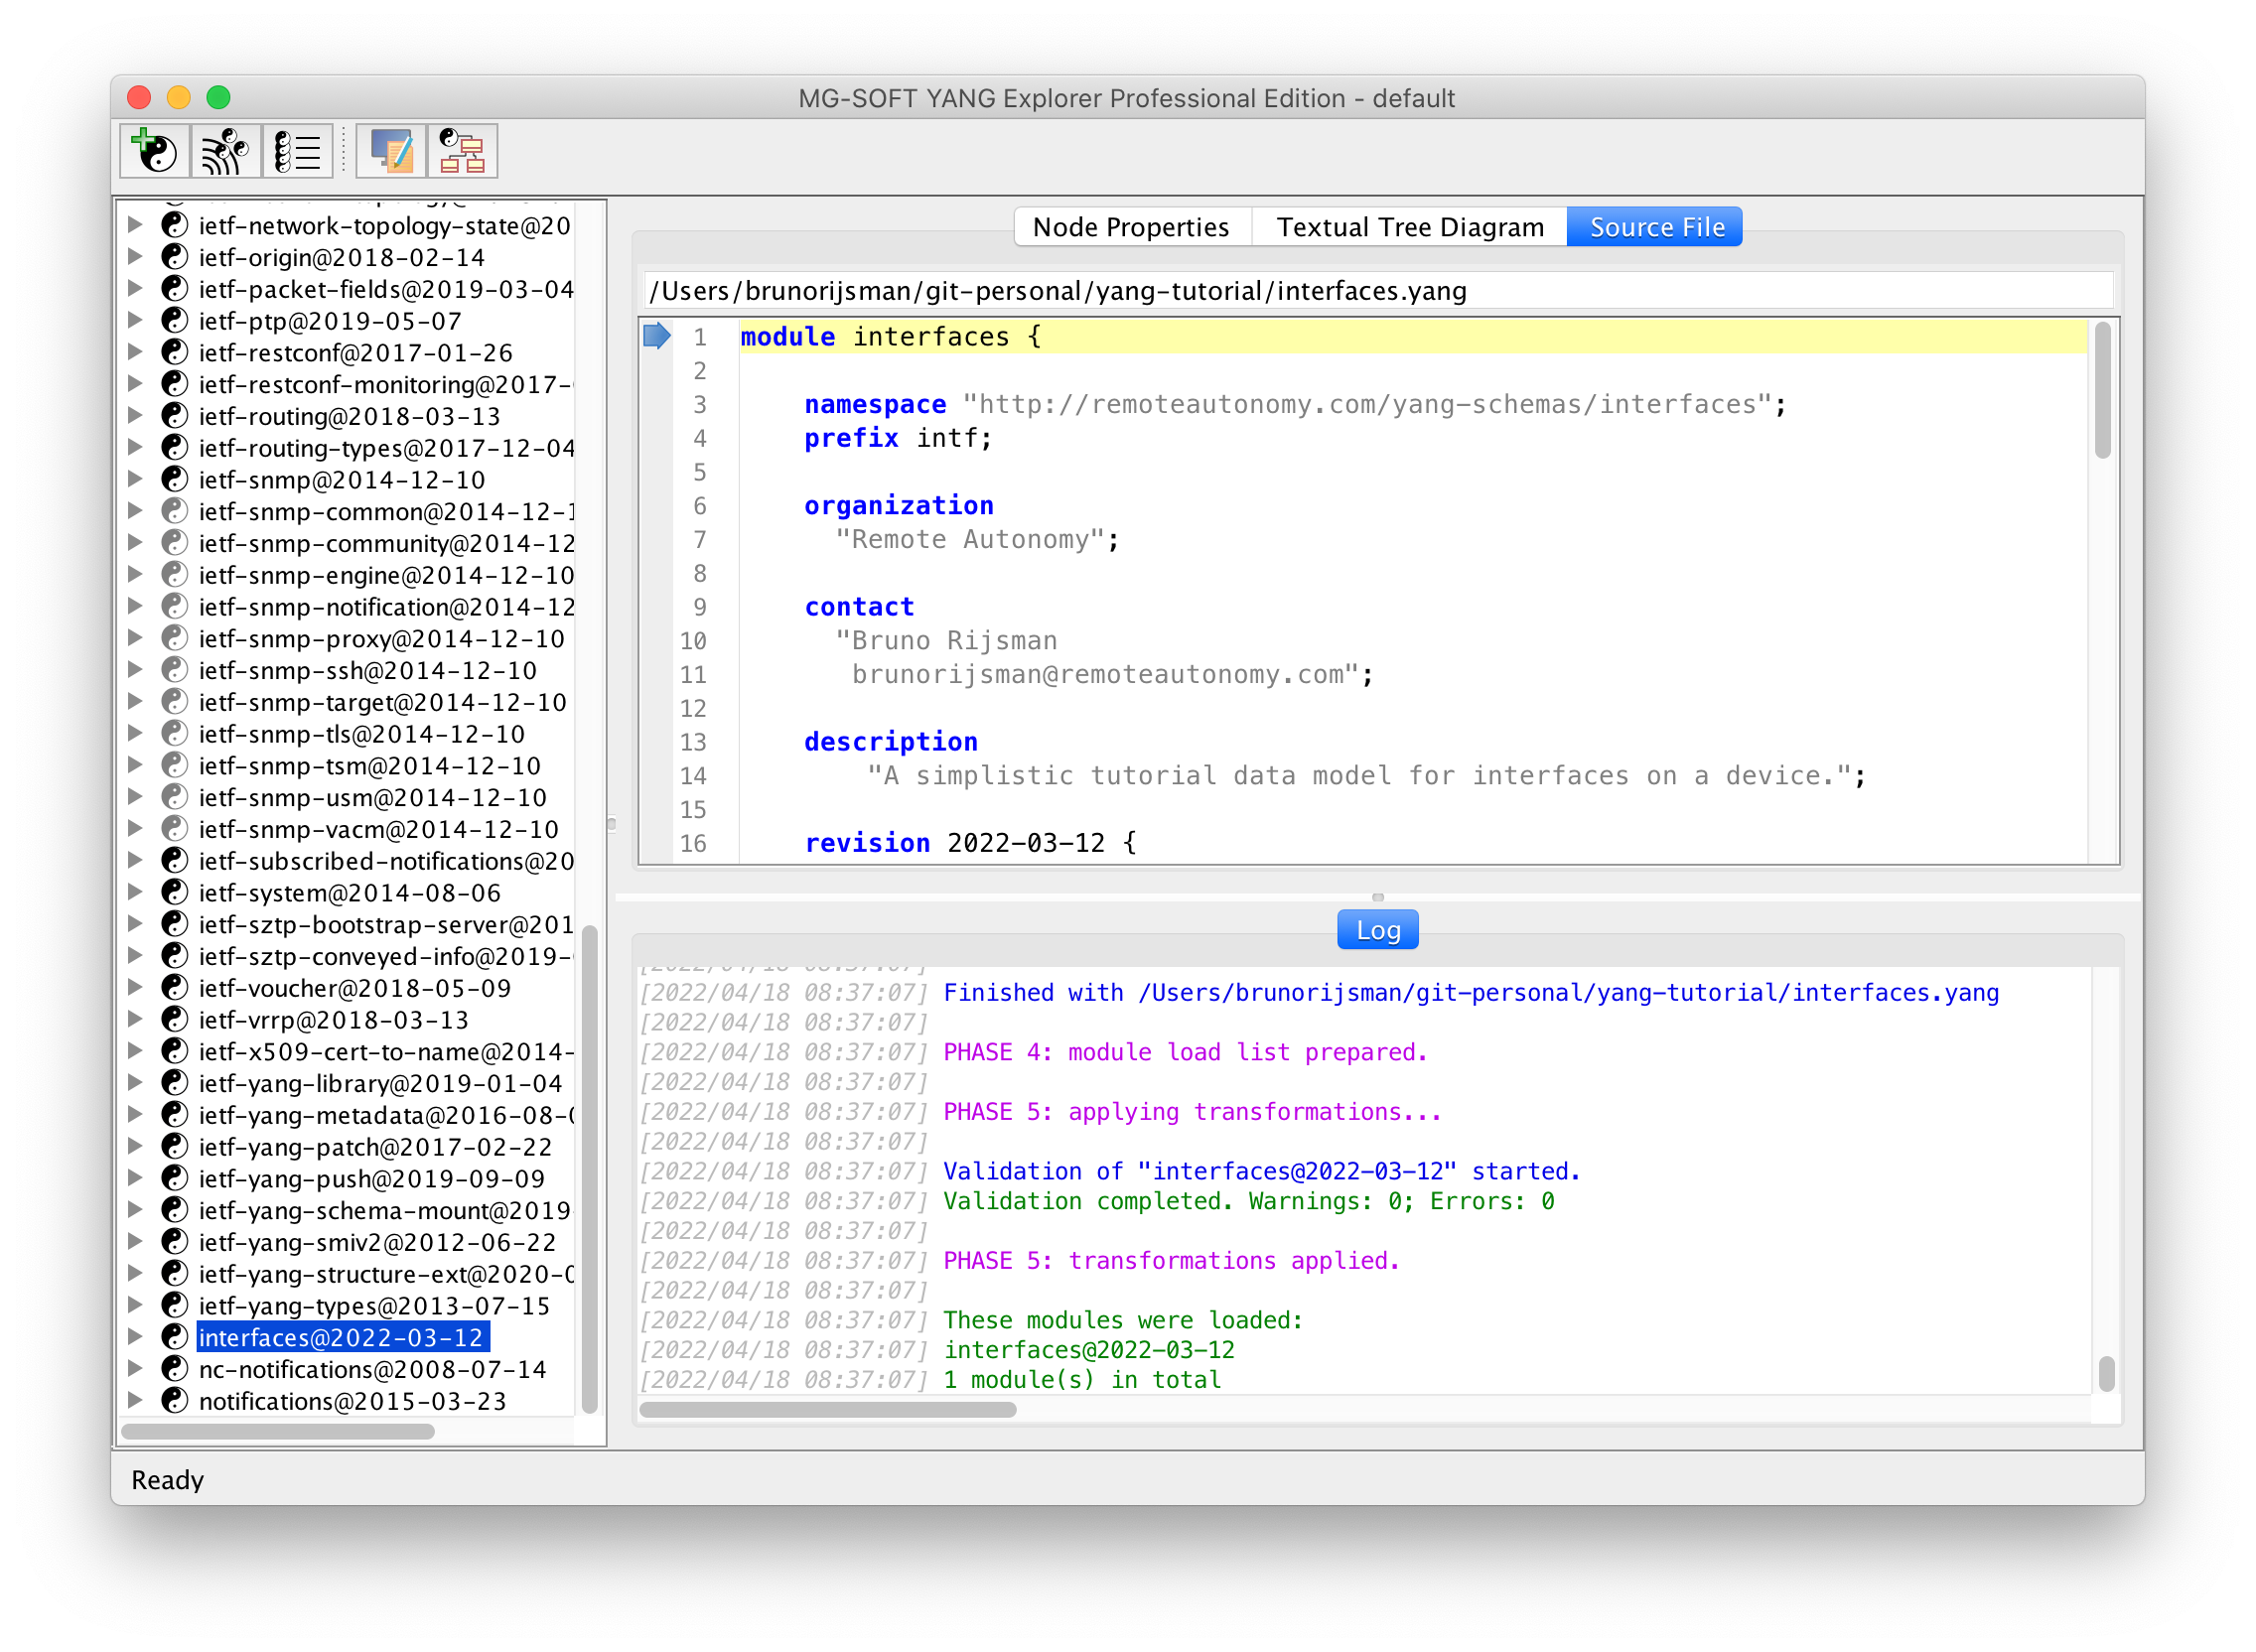 MG-SOFT YANG Explorer Professional Edition - default
ietf-network-topology-state@20
ietf-origin@2018-02-14
ietf-packet-fields@2019-03-04
ietf-ptp@2019-05-07
ietf-restconf@2017-01-26
ietf-restconf-monitoring@2017-
ietf-routing@2018-03-13
ietf-routing-types@2017-12-04
ietf-snmp@2014-12-10
ietf-snmp-common@2014-12-1
ietf-snmp-community@2014-12
ietf-snmp-engine@2014-12-10
ietf-snmp-notification@2014-12
ietf-snmp-proxy@2014-12-10
ietf-snmp-ssh@2014-12-10
ietf-snmp-target@2014-12-10
ietf-snmp-tls@2014-12-10
ietf-snmp-tsm@2014-12-10
ietf-snmp-usm@2014-12-10
ietf-snmp-vacm@2014-12-10
ietf-subscribed-notifications@20
ietf-system@2014-08-06
ietf-sztp-bootstrap-server@201
ietf-sztp-conveyed-info@2019-
ietf-voucher@2018-05-09
ietf-vrrp@2018-03-13
ietf-x509-cert-to-name@2014-
ietf-yang-library@2019-01-04
ietf-yang-metadata@2016-08-0
ietf-yang-patch@2017-02-22
ietf-yang-push@2019-09-09
ietf-yang-schema-mount@2019
ietf-yang-smiv2@2012-06-22
ietf-yang-structure-ext@2020-0
ietf-yang-types@2013-07-15
interfaces@2022-03-12
nc-notifications@2008-07-14
notifications@2015-03-23
Node Properties Textual Tree Diagram Source File
/Users/brunorijsman/git-personal/yang-tutorial/interfaces.yang
1 module interfaces {
2
3 namespace "http://remoteautonomy.com/yang-schemas/interfaces";
4 prefix intf;
5
6 organization
7 "Remote Autonomy";
8
9 contact
10 "Bruno Rijsman
11 brunorijsman@remoteautonomy.com";
12
13 description
14 "A simplistic tutorial data model for interfaces on a device.";
15
16 revision 2022-03-12 {
Log
[2022/04/18 08:37:07]
[2022/04/18 08:37:07] Finished with /Users/brunorijsman/git-personal/yang-tutorial/interfaces.yang
[2022/04/18 08:37:07]
[2022/04/18 08:37:07] PHASE 4: module load list prepared.
[2022/04/18 08:37:07]
[2022/04/18 08:37:07] PHASE 5: applying transformations...
[2022/04/18 08:37:07]
[2022/04/18 08:37:07] Validation of "interfaces@2022-03-12" started.
[2022/04/18 08:37:07] Validation completed. Warnings: 0; Errors: 0
[2022/04/18 08:37:07]
[2022/04/18 08:37:07] PHASE 5: transformations applied.
[2022/04/18 08:37:07]
[2022/04/18 08:37:07] These modules were loaded:
[2022/04/18 08:37:07] interfaces@2022-03-12
[2022/04/18 08:37:07] 1 module(s) in total
Ready